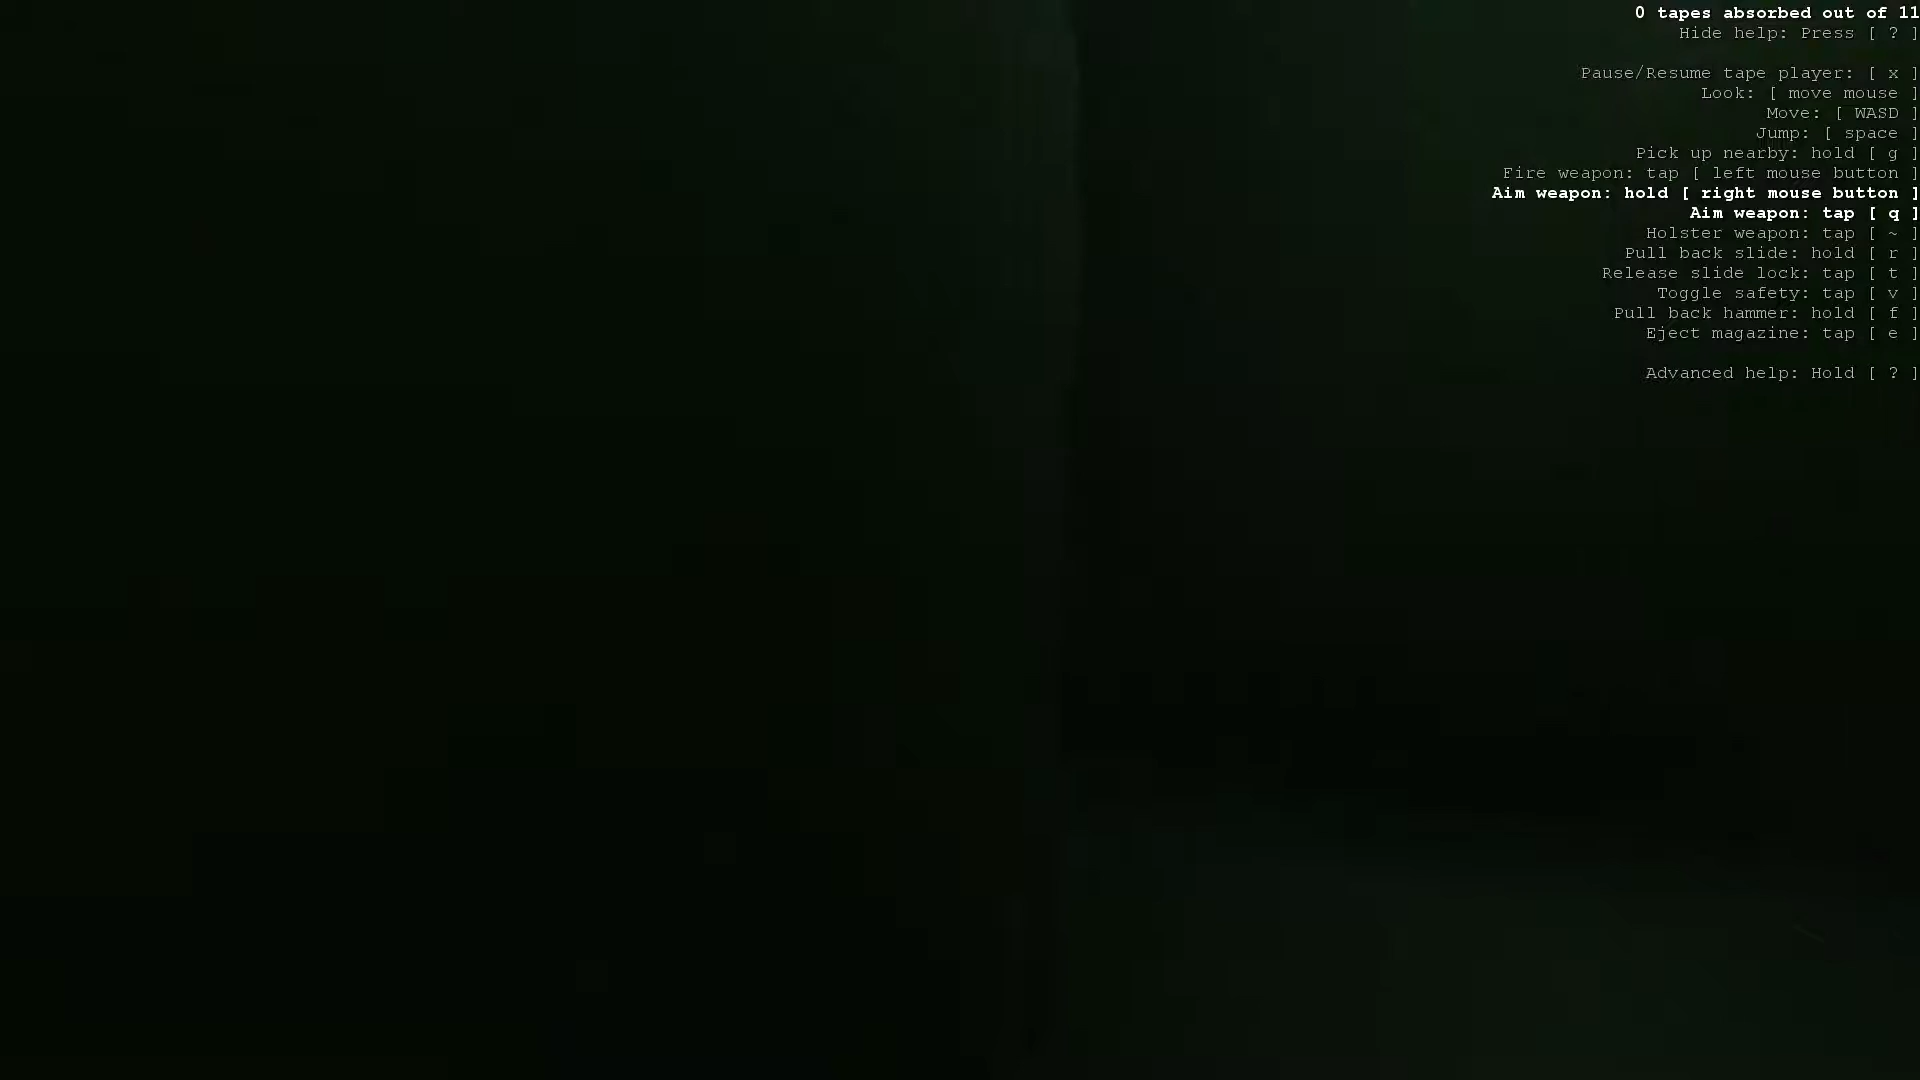 0 tapes absorbed out of 11
Hide help: Press [ ? ]
Pause/Resume tape player: [ x ]
Look: [ move mouse ]
Move: [ WASD ]
Jump: [ space ]
Pick up nearby: hold [ g ]
Fire weapon: tap [ left mouse button ]
Aim weapon: hold [ right mouse button ]
Aim weapon: tap [ q ]
Holster weapon: tap [ ~ ]
Pull back slide: hold [ r ]
Release slide lock: tap [ t ]
Toggle safety: tap [ v ]
Pull back hammer: hold [ f ]
Eject magazine: tap [ e ]
Advanced help: Hold [ ? ]